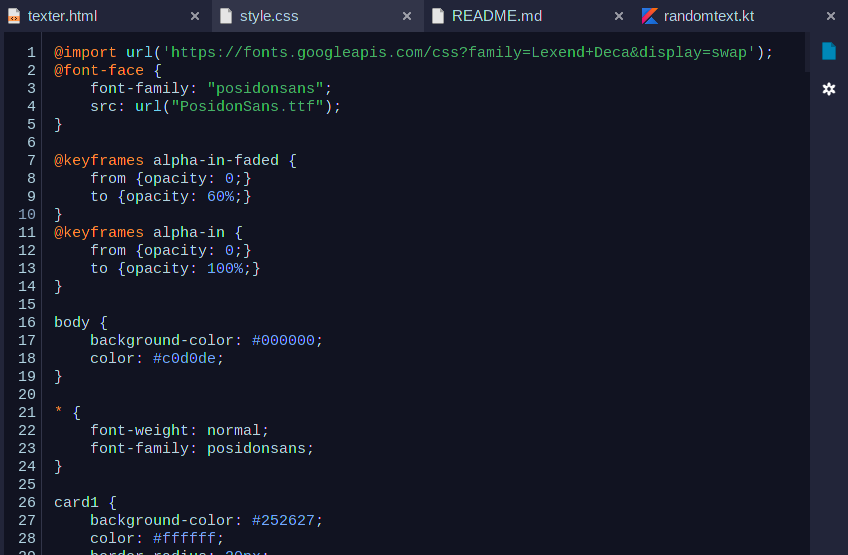 texter.html × style.css × README.md × randomtext.kt ×
1 @import url('https://fonts.googleapis.com/css?family=Lexend+Deca&display=swap');
2 @font-face {
3     font-family: "posidonsans";
4     src: url("PosidonSans.ttf");
5 }
6
7 @keyframes alpha-in-faded {
8     from {opacity: 0;}
9     to {opacity: 60%;}
10 }
11 @keyframes alpha-in {
12     from {opacity: 0;}
13     to {opacity: 100%;}
14 }
15
16 body {
17     background-color: #000000;
18     color: #c0d0de;
19 }
20
21 * {
22     font-weight: normal;
23     font-family: posidonsans;
24 }
25
26 card1 {
27     background-color: #252627;
28     color: #ffffff;
29     border-radius: 20px;